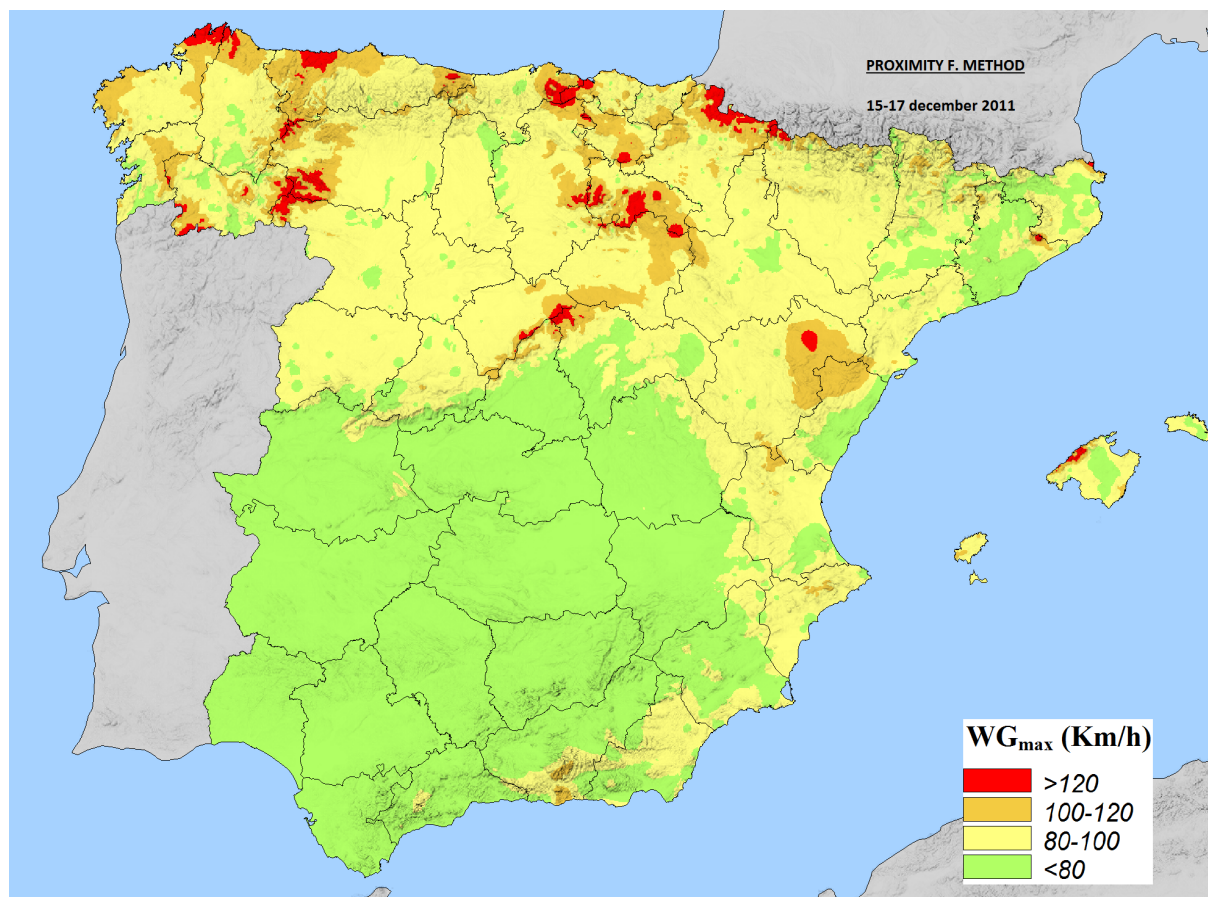 PROXIMITY F. METHOD
15-17 december 2011
WGmax (Km/h)
>120
100-120
80-100
<80